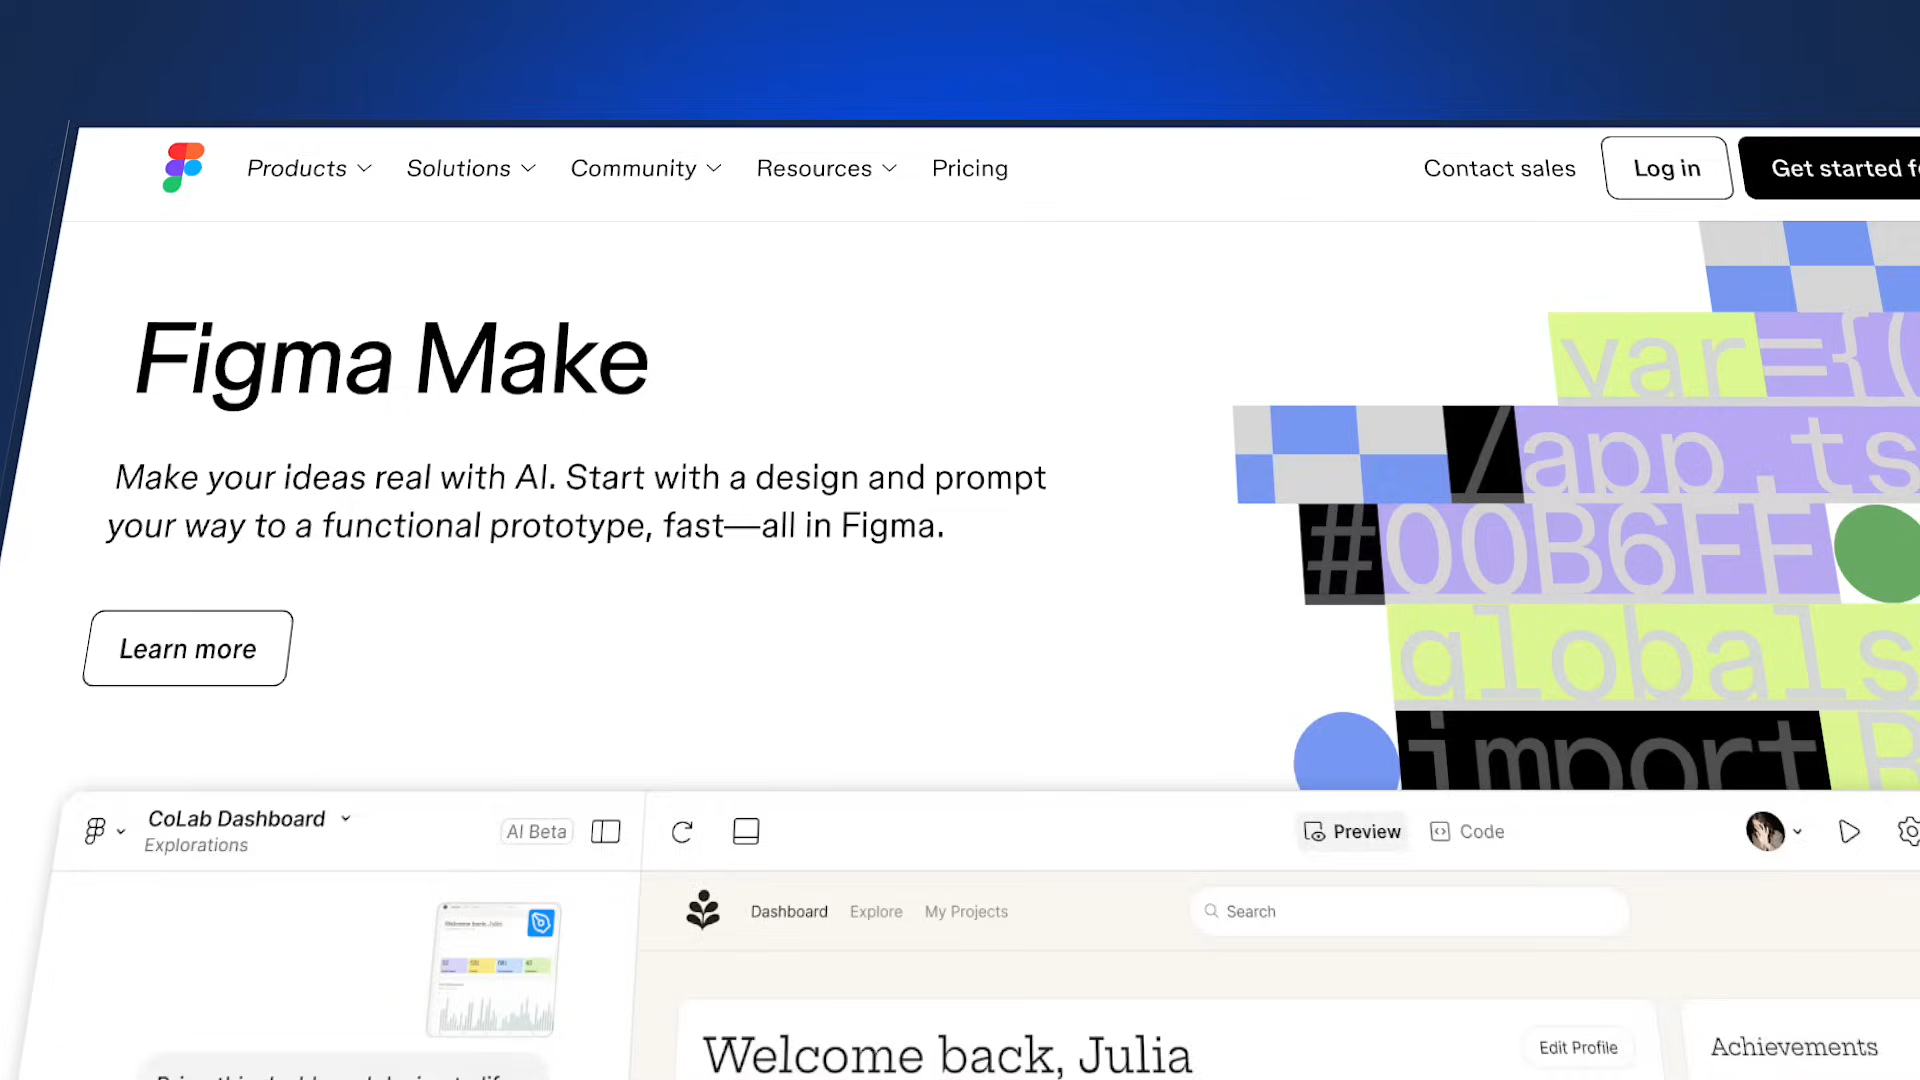 Products Solutions Community Resources Pricing Contact sales Log in Get started f
Figma Make
Make your ideas real with AI. Start with a design and prompt
your way to a functional prototype, fast—all in Figma.
Learn more
var={(
/app.ts
#00B6FF
globals
import B
CoLab Dashboard
Explorations
AI Beta
Preview
Code
Dashboard Explore My Projects
Search
Welcome back, Julia
Welcome back, Julia
Edit Profile
Achievements